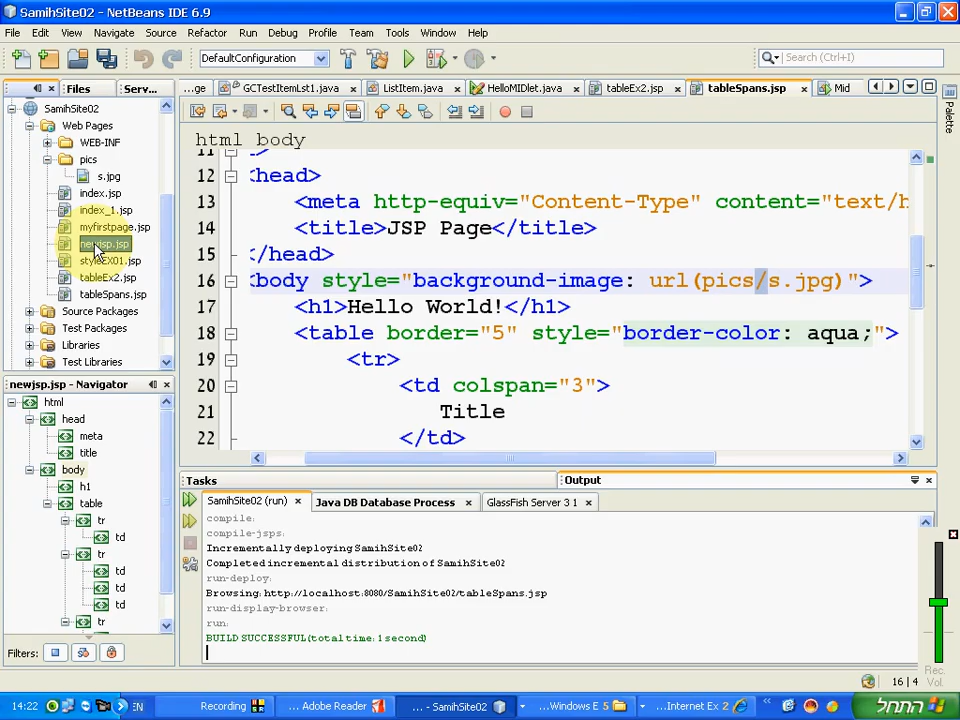 SamihSite02 - NetBeans IDE 6.9
File Edit View Navigate Source Refactor Run Debug Profile Team Tools Window Help
DefaultConfiguration
Search (Ctrl+I)
Files
Serv...
...ge
GCTestItemLst1.java
ListItem.java
HelloMIDlet.java
tableEx2.jsp
tableSpans.jsp
Mid
Palette
SamihSite02
Web Pages
WEB-INF
pics
s.jpg
index.jsp
index_1.jsp
myfirstpage.jsp
newjsp.jsp
styleEX01.jsp
tableEx2.jsp
tableSpans.jsp
Source Packages
Test Packages
Libraries
Test Libraries
html body
11
12 <head>
13 <meta http-equiv="Content-Type" content="text/h
14 <title>JSP Page</title>
15 </head>
16 <body style="background-image: url(pics/s.jpg)">
17 <h1>Hello World!</h1>
18 <table border="5" style="border-color: aqua;">
19 <tr>
20 <td colspan="3">
21 Title
22 </td>
newjsp.jsp - Navigator
html
head
meta
title
body
h1
table
tr
td
tr
td
td
td
tr
Filters:
Tasks
Output
SamihSite02 (run)
Java DB Database Process
GlassFish Server 3 1
compile:
compile-jsps:
Incrementally deploying SamihSite02
Completed incremental distribution of SamihSite02
run-deploy:
Browsing: http://localhost:8080/SamihSite02/tableSpans.jsp
run-display-browser:
run:
BUILD SUCCESSFUL (total time: 1 second)
Rec.
Vol.
16 | 4
14:22
EN
Recording
... Adobe Reader
... - SamihSite02
...Windows E 5
...Internet Ex 2
התחל